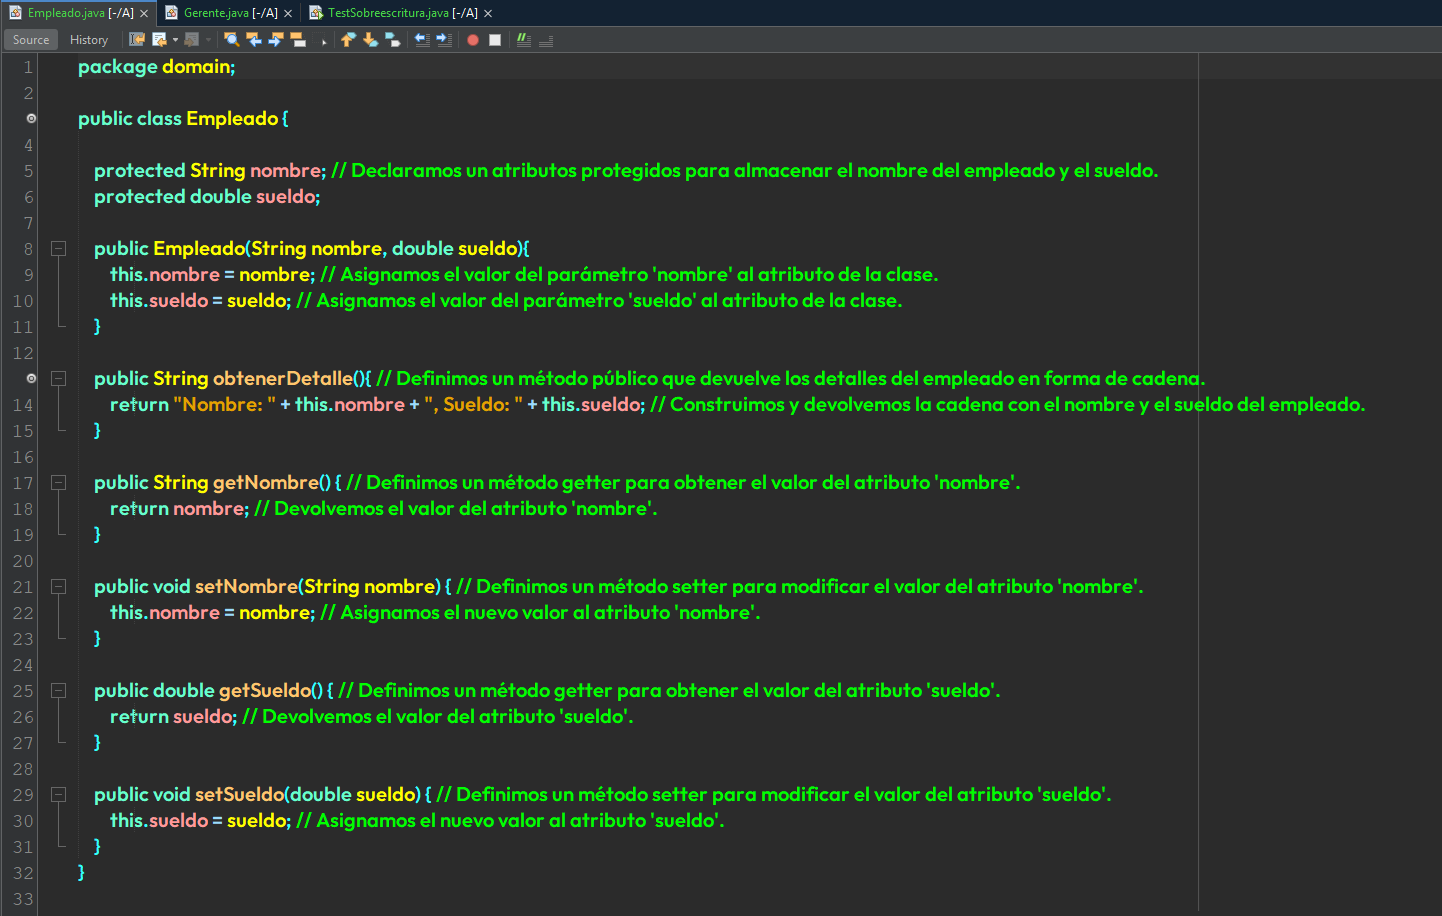 Empleado.java [-/A] Gerente.java [-/A] TestSobreescritura.java [-/A]
Source History
1 package domain;
2
public class Empleado {
4
5 protected String nombre; // Declaramos un atributos protegidos para almacenar el nombre del empleado y el sueldo.
6 protected double sueldo;
7
8 public Empleado(String nombre, double sueldo){
9 this.nombre = nombre; // Asignamos el valor del parámetro 'nombre' al atributo de la clase.
10 this.sueldo = sueldo; // Asignamos el valor del parámetro 'sueldo' al atributo de la clase.
11 }
12
public String obtenerDetalle(){ // Definimos un método público que devuelve los detalles del empleado en forma de cadena.
14 return "Nombre: " + this.nombre + ", Sueldo: " + this.sueldo; // Construimos y devolvemos la cadena con el nombre y el sueldo del empleado.
15 }
16
17 public String getNombre() { // Definimos un método getter para obtener el valor del atributo 'nombre'.
18 return nombre; // Devolvemos el valor del atributo 'nombre'.
19 }
20
21 public void setNombre(String nombre) { // Definimos un método setter para modificar el valor del atributo 'nombre'.
22 this.nombre = nombre; // Asignamos el nuevo valor al atributo 'nombre'.
23 }
24
25 public double getSueldo() { // Definimos un método getter para obtener el valor del atributo 'sueldo'.
26 return sueldo; // Devolvemos el valor del atributo 'sueldo'.
27 }
28
29 public void setSueldo(double sueldo) { // Definimos un método setter para modificar el valor del atributo 'sueldo'.
30 this.sueldo = sueldo; // Asignamos el nuevo valor al atributo 'sueldo'.
31 }
32 }
33